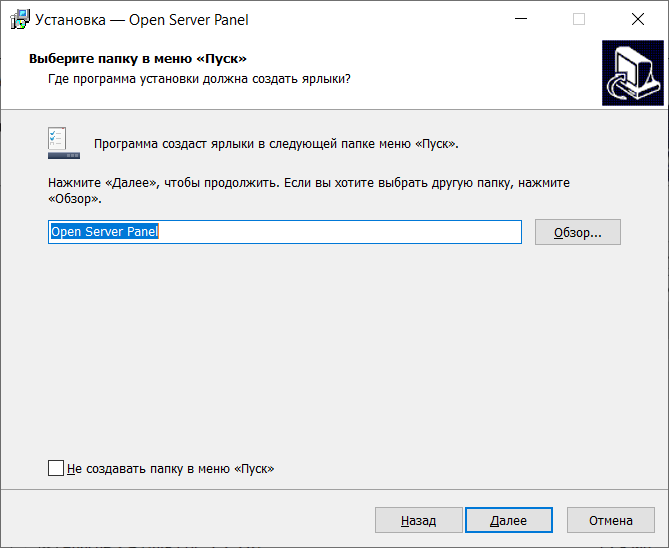 Установка — Open Server Panel
Выберите папку в меню «Пуск»
Где программа установки должна создать ярлыки?
Программа создаст ярлыки в следующей папке меню «Пуск».
Нажмите «Далее», чтобы продолжить. Если вы хотите выбрать другую папку, нажмите
«Обзор».
Open Server Panel
Обзор...
Не создавать папку в меню «Пуск»
Назад
Далее
Отмена